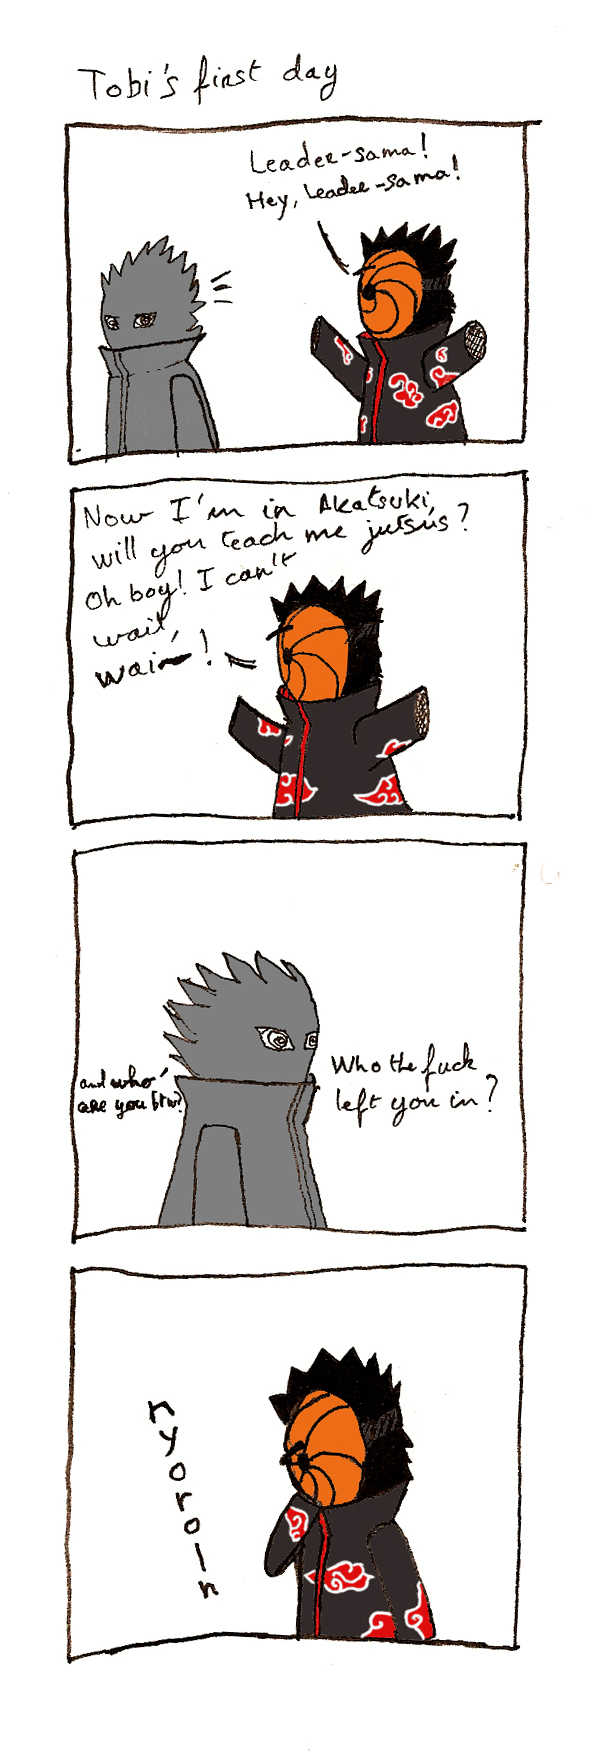 Tobi's first day
Leader-sama!
Hey, Leader-sama!
Now I'm in Akatsuki,
will you teach me jutsus?
Oh boy! I can't
wait,
wait!
Who the fuck
left you in?
and who
are you btw?
nyoroln